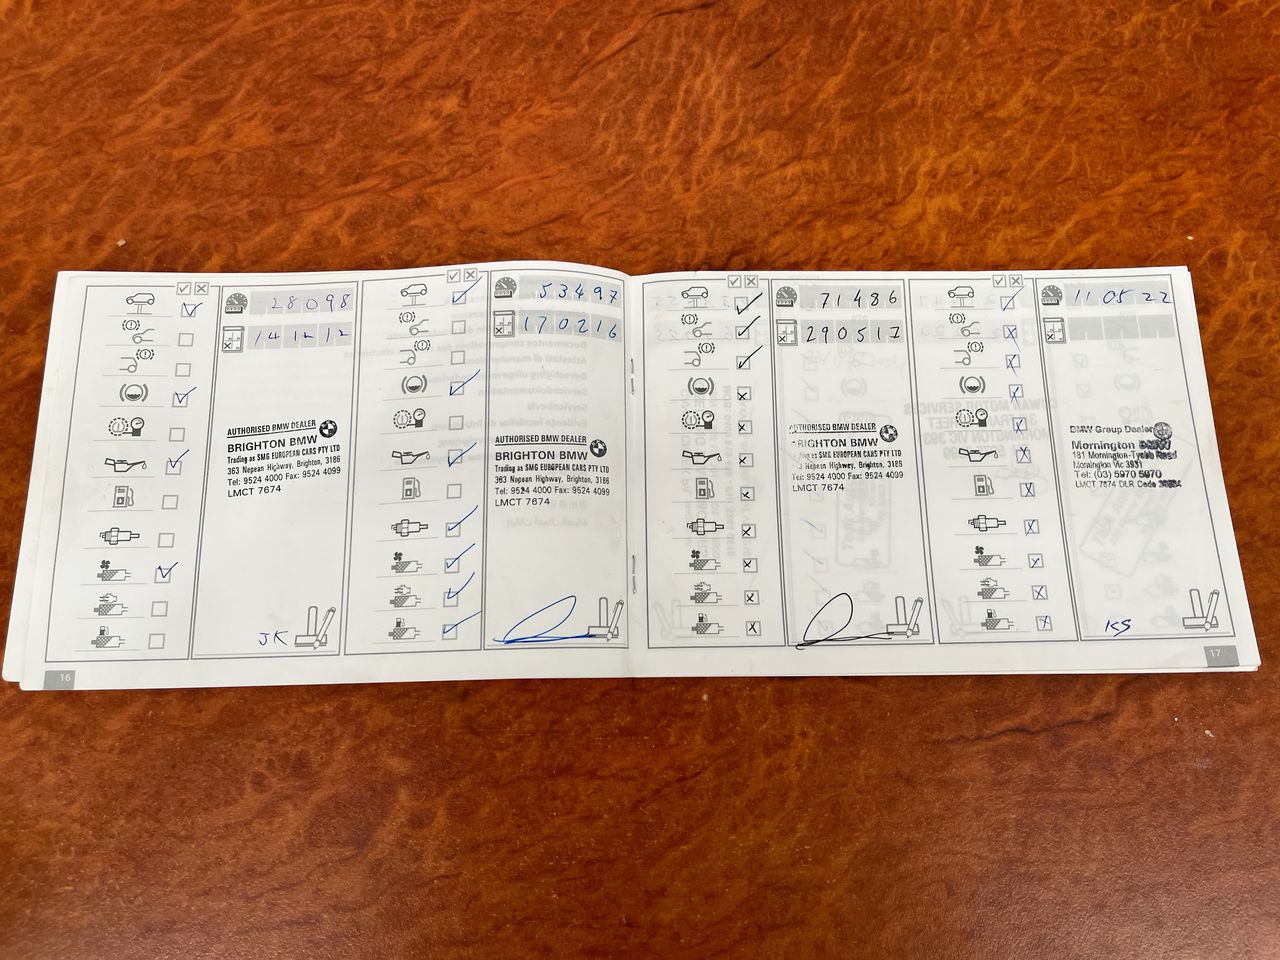 28098
141212
AUTHORISED BMW DEALER
BRIGHTON BMW
Trading as SMG EUROPEAN CARS PTY LTD
363 Nepean Highway, Brighton, 3186
Tel: 9524 4000 Fax: 9524 4099
LMCT 7674
JK
16
53497
170216
AUTHORISED BMW DEALER
BRIGHTON BMW
Trading as SMG EUROPEAN CARS PTY LTD
363 Nepean Highway, Brighton, 3186
Tel: 9524 4000 Fax: 9524 4099
LMCT 7674
71486
290517
AUTHORISED BMW DEALER
BRIGHTON BMW
as SMG EUROPEAN CARS PTY LTD
363 Nepean Highway, Brighton, 3186
Tel: 9524 4000 Fax: 9524 4099
LMCT 7674
110522
BMW Group Dealer
Mornington BMW
181 Mornington-Tyabb Road
Mornington Vic 3931
Tel: (03) 5970 5970
LMCT 7674 DLR Code
KS
17